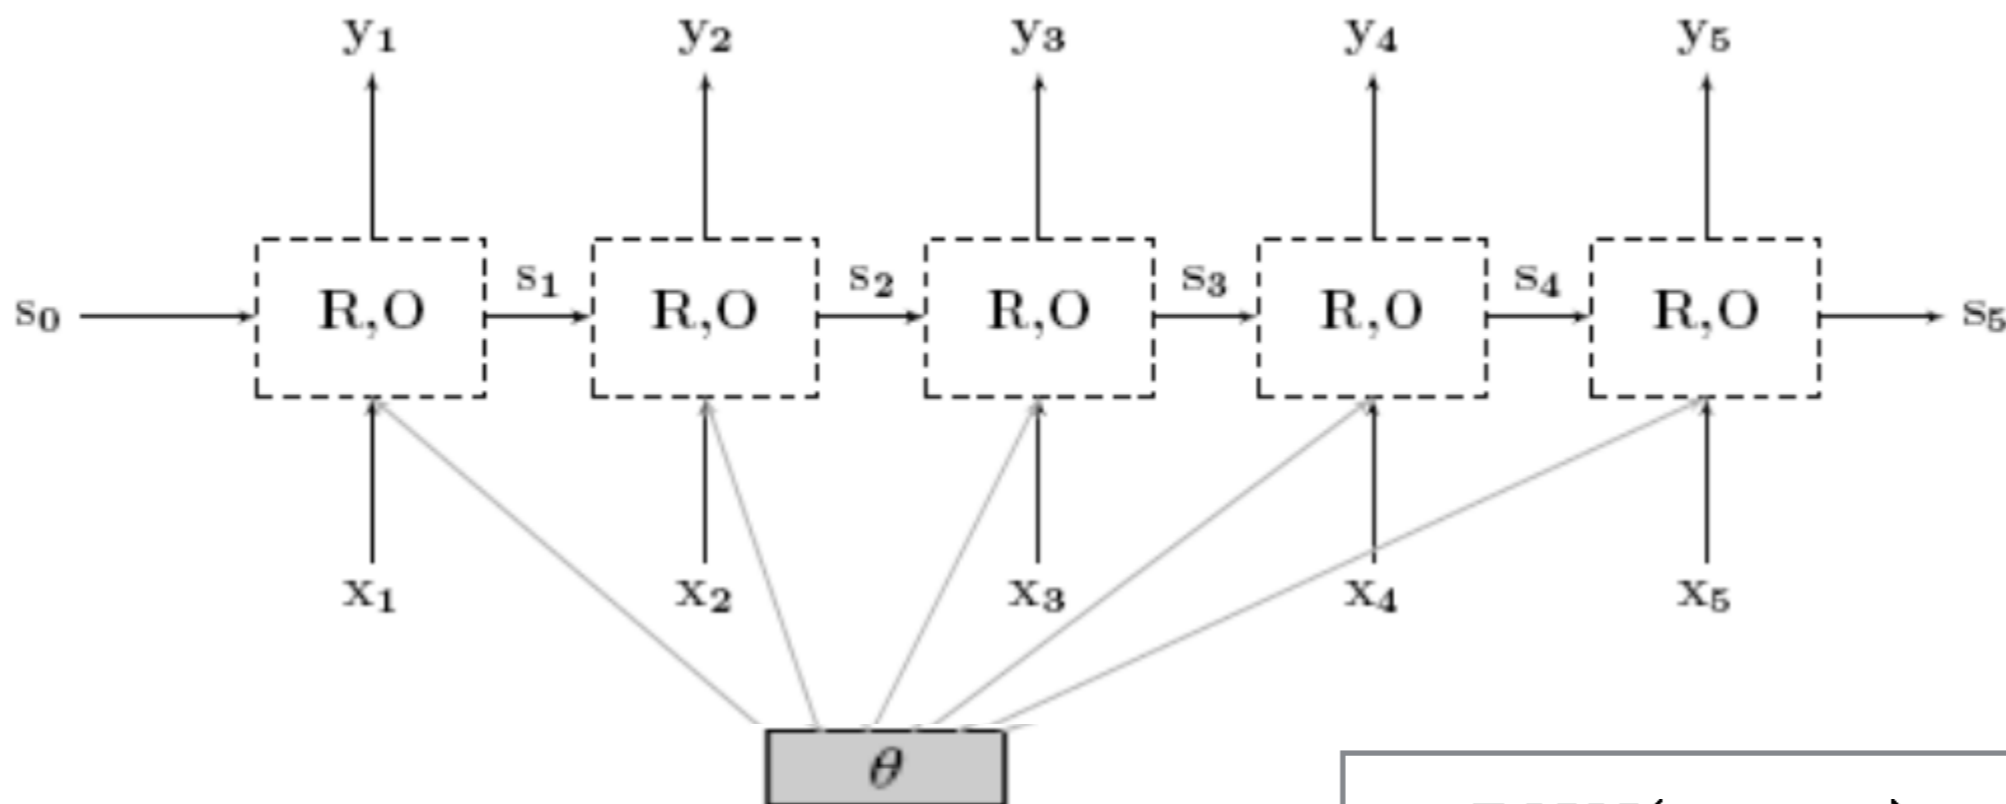 y₁ y₂ y₃ y₄ y₅
s₁ s₂ s₃ s₄
s₀ R,O R,O R,O R,O R,O s₅
x₁ x₂ x₃ x₄ x₅
θ